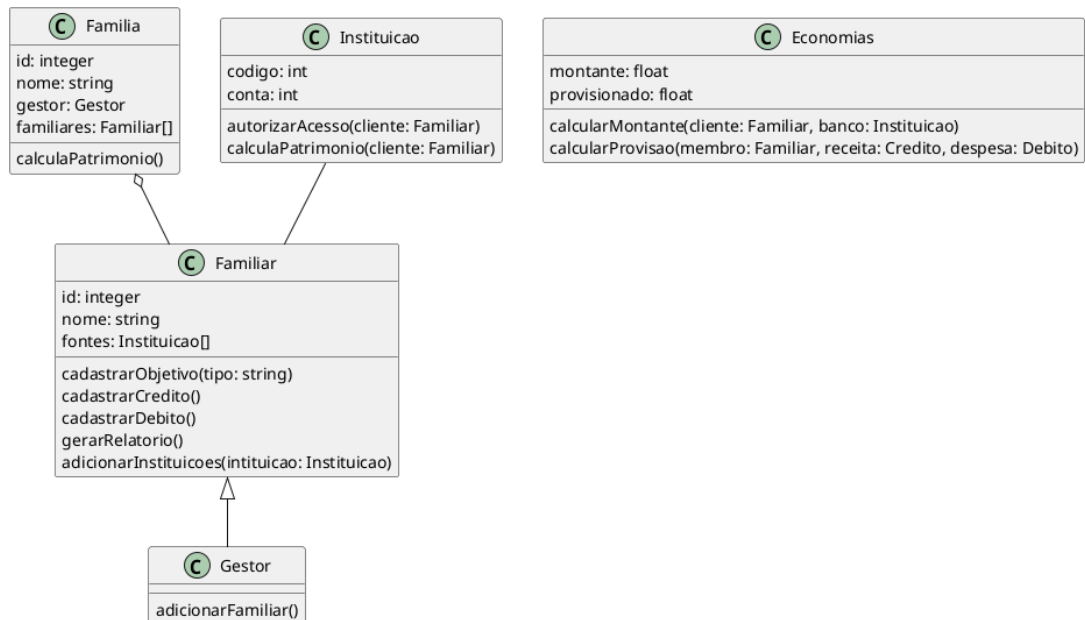 C Familia
id: integer
nome: string
gestor: Gestor
familiares: Familiar[]
calculaPatrimonio()
C Instituicao
codigo: int
conta: int
autorizarAcesso(cliente: Familiar)
calculaPatrimonio(cliente: Familiar)
C Economias
montante: float
provisionado: float
calcularMontante(cliente: Familiar, banco: Instituicao)
calcularProvisao(membro: Familiar, receita: Credito, despesa: Debito)
C Familiar
id: integer
nome: string
fontes: Instituicao[]
cadastrarObjetivo(tipo: string)
cadastrarCredito()
cadastrarDebito()
gerarRelatorio()
adicionarInstituicoes(intituicao: Instituicao)
C Gestor
adicionarFamiliar()